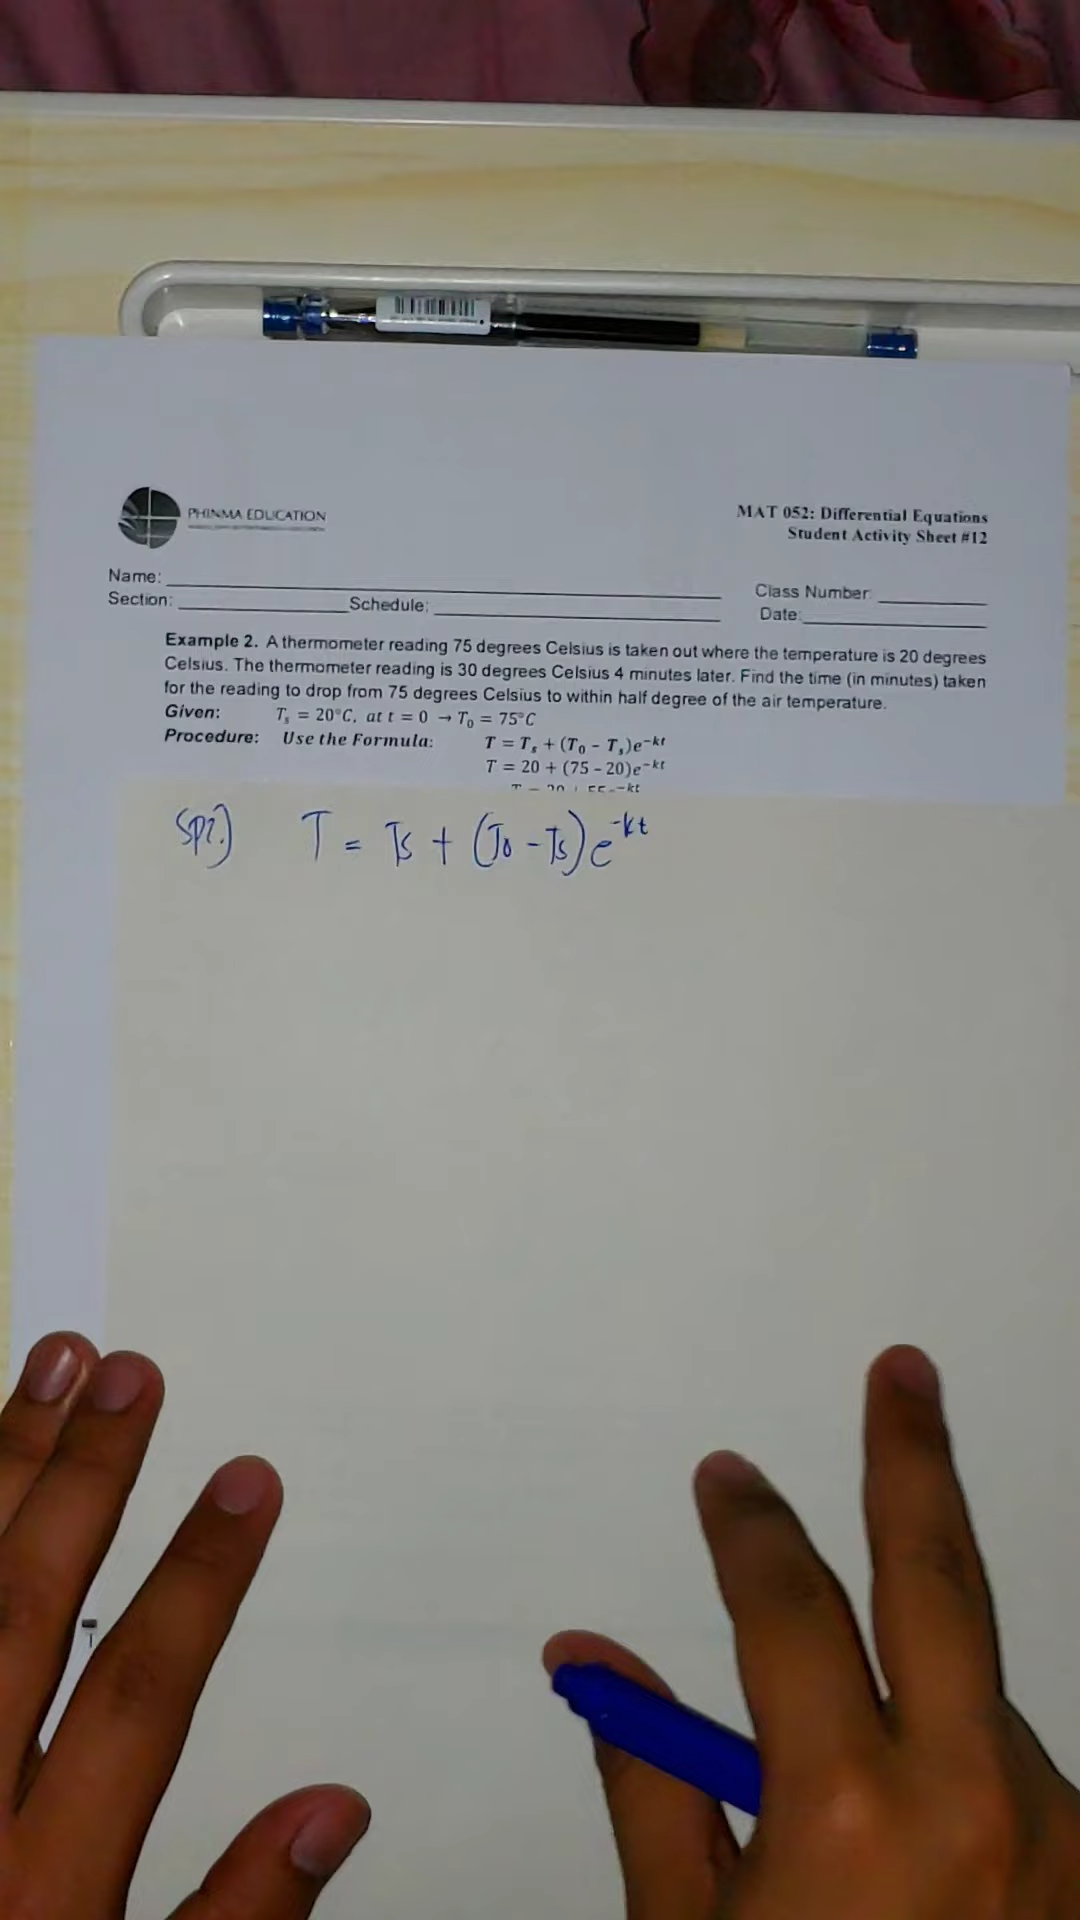 PHINMA EDUCATION
MAT 052: Differential Equations
Student Activity Sheet #12
Name:
Class Number:
Section: Schedule:
Date:
Example 2. A thermometer reading 75 degrees Celsius is taken out where the temperature is 20 degrees
Celsius. The thermometer reading is 30 degrees Celsius 4 minutes later. Find the time (in minutes) taken
for the reading to drop from 75 degrees Celsius to within half degree of the air temperature.
Given: Tₛ = 20°C, at t = 0 → T₀ = 75°C
Procedure: Use the Formula: T = Tₛ + (T₀ − Tₛ)e^−kt
T = 20 + (75 − 20)e^−kt
T = Ts + (To − Ts)e^−kt